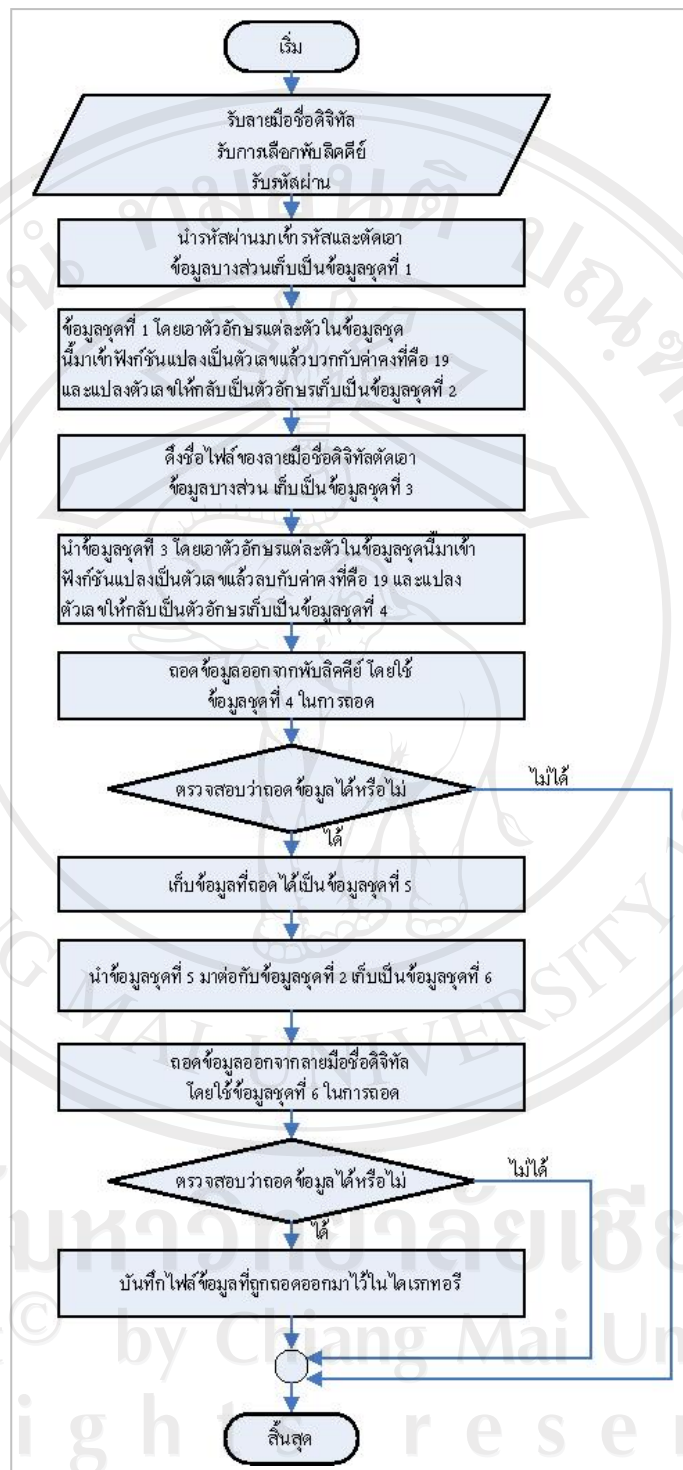 เริ่ม
รับลายมือชื่อดิจิทัล
รับการเลือกพับลิคคีย์
รับรหัสผ่าน
นำรหัสผ่านมาเข้ารหัสและตัดเอา
ข้อมูลบางส่วนเก็บเป็นข้อมูลชุดที่ 1
ข้อมูลชุดที่ 1 โดยเอาตัวอักษรแต่ละตัวในข้อมูลชุด
นี้มาเข้าฟังก์ชันแปลงเป็นตัวเลขแล้วบวกกับค่าคงที่คือ 19
และแปลงตัวเลขให้กลับเป็นตัวอักษรเก็บเป็นข้อมูลชุดที่ 2
ดึงชื่อไฟล์ของลายมือชื่อดิจิทัลตัดเอา
ข้อมูลบางส่วน เก็บเป็นข้อมูลชุดที่ 3
นำข้อมูลชุดที่ 3 โดยเอาตัวอักษรแต่ละตัวในข้อมูลชุดนี้มาเข้า
ฟังก์ชันแปลงเป็นตัวเลขแล้วลบกับค่าคงที่คือ 19 และแปลง
ตัวเลขให้กลับเป็นตัวอักษรเก็บเป็นข้อมูลชุดที่ 4
ถอดข้อมูลออกจากพับลิคคีย์ โดยใช้
ข้อมูลชุดที่ 4 ในการถอด
ตรวจสอบว่าถอดข้อมูลได้หรือไม่
ไม่ได้
ได้
เก็บข้อมูลที่ถอดได้เป็นข้อมูลชุดที่ 5
นำข้อมูลชุดที่ 5 มาต่อกับข้อมูลชุดที่ 2 เก็บเป็นข้อมูลชุดที่ 6
ถอดข้อมูลออกจากลายมือชื่อดิจิทัล
โดยใช้ข้อมูลชุดที่ 6 ในการถอด
ตรวจสอบว่าถอดข้อมูลได้หรือไม่
ไม่ได้
ได้
บันทึกไฟล์ข้อมูลที่ถูกถอดออกมาไว้ในไดเรกทอรี
© by Chiang Mai Un
สิ้นสุด
ights reser